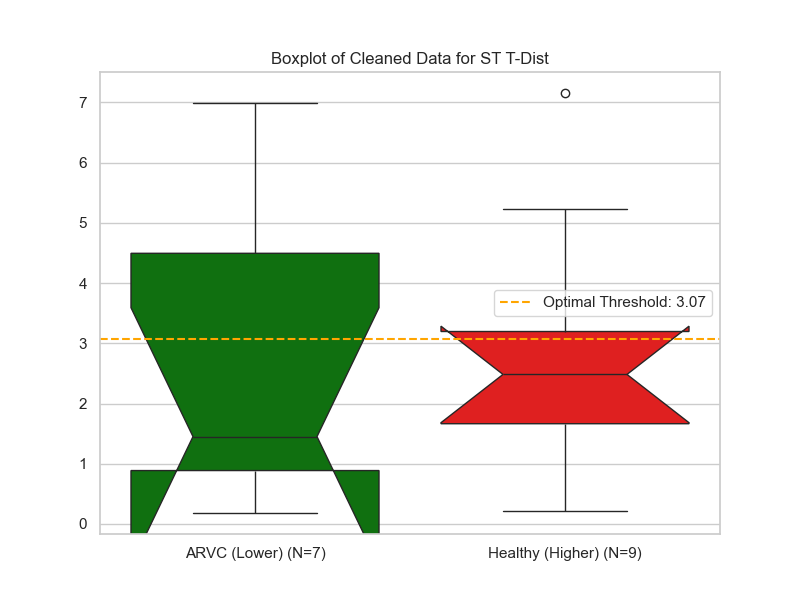 Boxplot of Cleaned Data for ST T-Dist
7
6
5
4
Optimal Threshold: 3.07
3
2
1
0
ARVC (Lower) (N=7)
Healthy (Higher) (N=9)